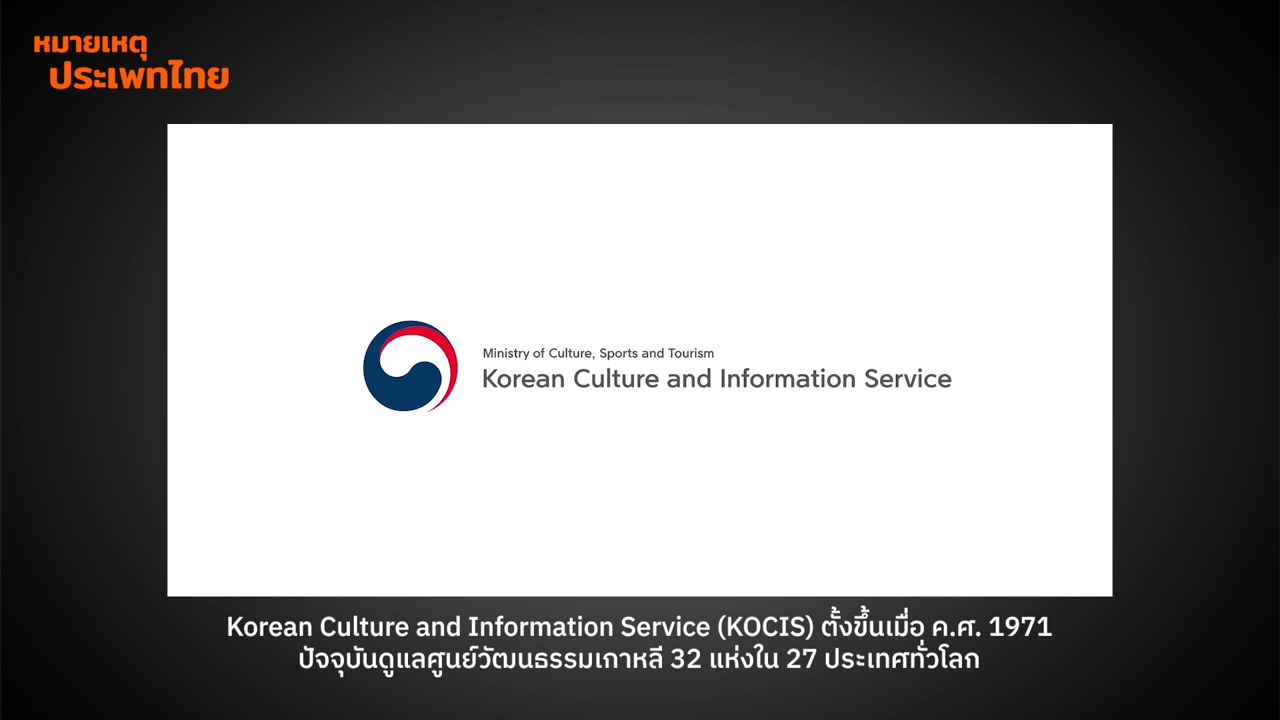 หมายเหตุ
ประเพทไทย
Ministry of Culture, Sports and Tourism
Korean Culture and Information Service
Korean Culture and Information Service (KOCIS) ตั้งขึ้นเมื่อ ค.ศ. 1971
ปัจจุบันดูแลศูนย์วัฒนธรรมเกาหลี 32 แห่งใน 27 ประเทศทั่วโลก